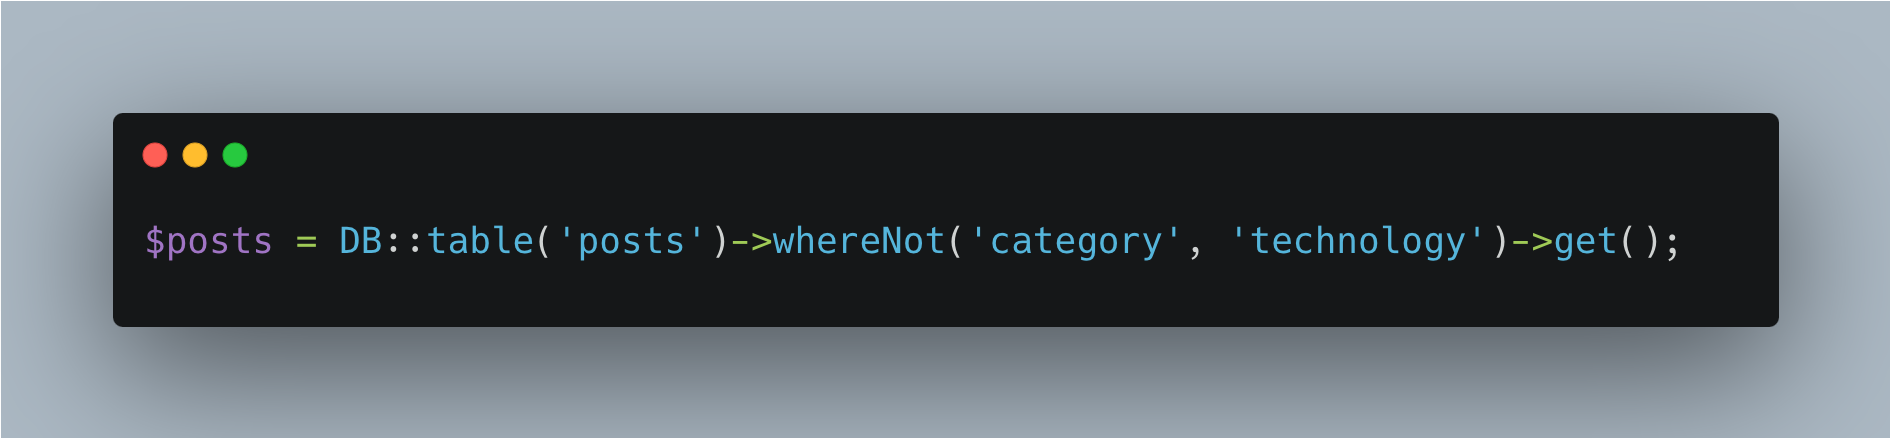 $posts = DB::table('posts')->whereNot('category', 'technology')->get();